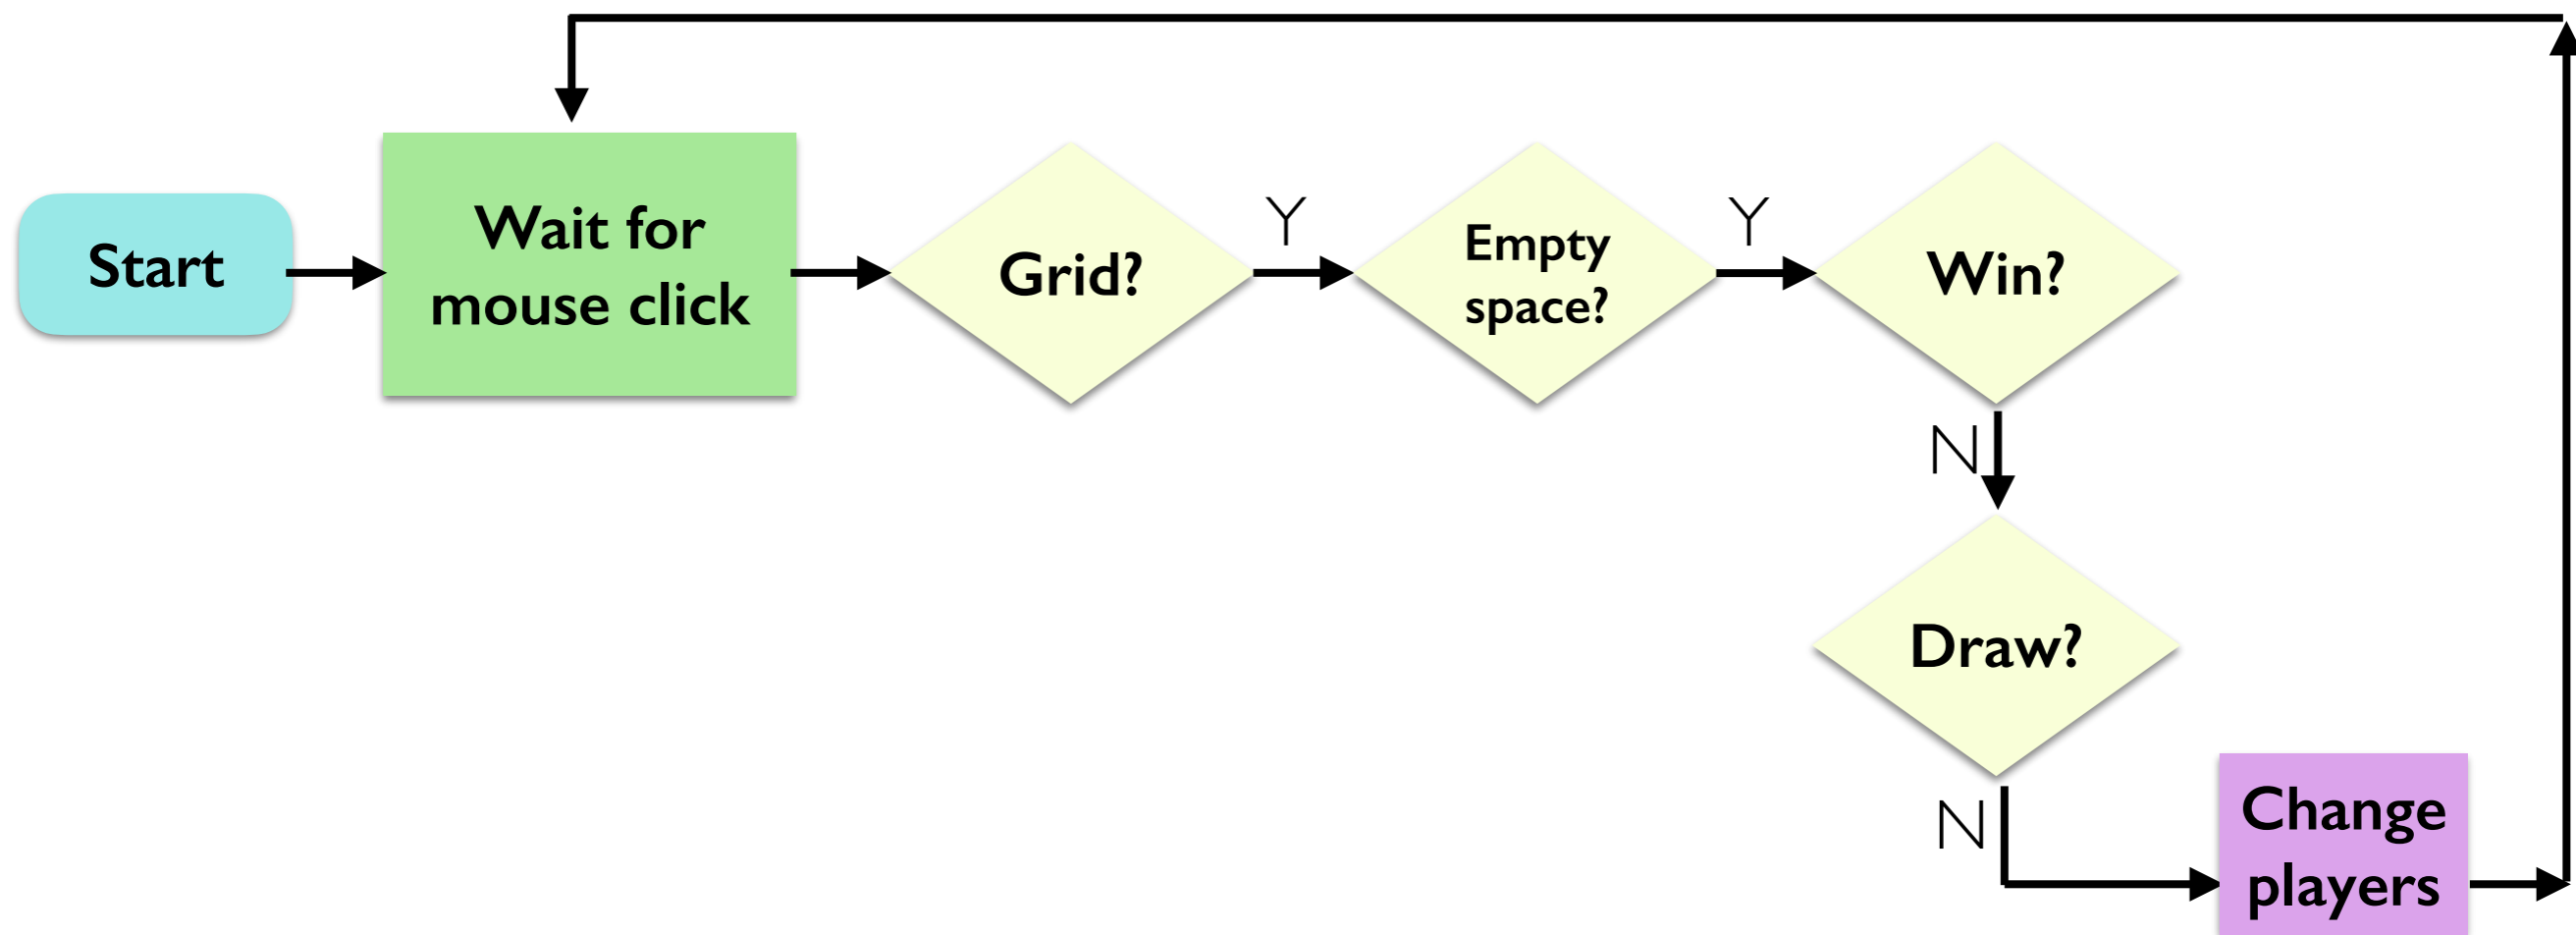 Start
Wait for
mouse click
Grid?
Y
Empty
space?
Y
Win?
N
Draw?
N
Change
players